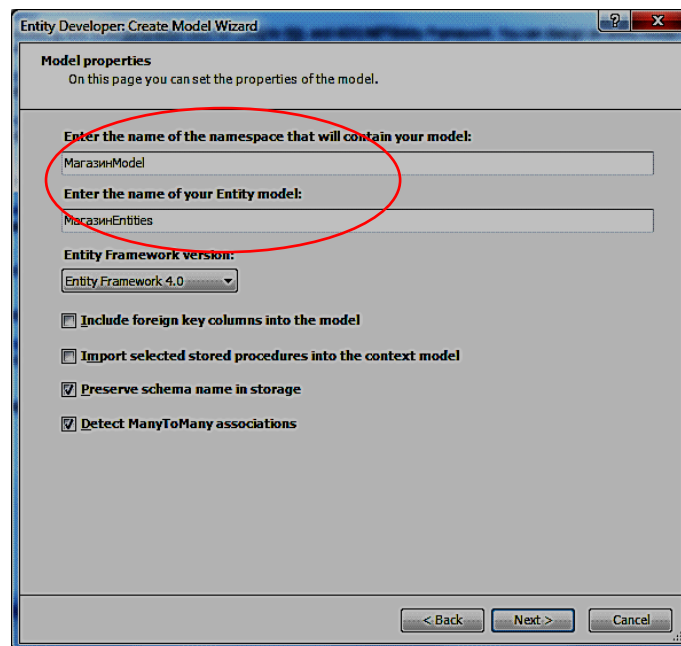 Entity Developer: Create Model Wizard
Model properties
On this page you can set the properties of the model.
Enter the name of the namespace that will contain your model:
МагазинModel
Enter the name of your Entity model:
МагазинEntities
Entity Framework version:
Entity Framework 4.0
Include foreign key columns into the model
Import selected stored procedures into the context model
Preserve schema name in storage
Detect ManyToMany associations
< Back Next > Cancel